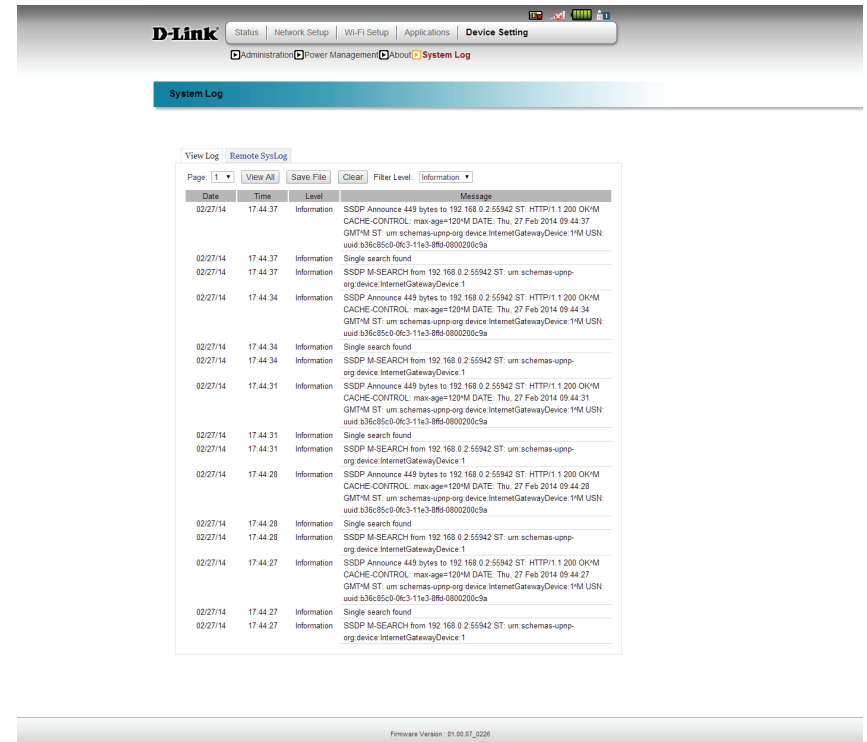 D-Link
Status | Network Setup | Wi-Fi Setup | Applications | Device Setting
Administration Power Management About System Log
System Log
View Log Remote SysLog
Page: 1 View All Save File Clear Filter Level: Information
Date Time Level Message
02/27/14 17:44:37 Information SSDP Announce 449 bytes to 192.168.0.2:55942 ST: HTTP/1.1 200 OK^M
CACHE-CONTROL: max-age=120^M DATE: Thu, 27 Feb 2014 09:44:37
GMT^M ST: urn:schemas-upnp-org:device:InternetGatewayDevice:1^M USN:
uuid:b36c85c0-0fc3-11e3-8ffd-0800200c9a
02/27/14 17:44:37 Information Single search found
02/27/14 17:44:37 Information SSDP M-SEARCH from 192.168.0.2:55942 ST: urn:schemas-upnp-
org:device:InternetGatewayDevice:1
02/27/14 17:44:34 Information SSDP Announce 449 bytes to 192.168.0.2:55942 ST: HTTP/1.1 200 OK^M
CACHE-CONTROL: max-age=120^M DATE: Thu, 27 Feb 2014 09:44:34
GMT^M ST: urn:schemas-upnp-org:device:InternetGatewayDevice:1^M USN:
uuid:b36c85c0-0fc3-11e3-8ffd-0800200c9a
02/27/14 17:44:34 Information Single search found
02/27/14 17:44:34 Information SSDP M-SEARCH from 192.168.0.2:55942 ST: urn:schemas-upnp-
org:device:InternetGatewayDevice:1
02/27/14 17:44:31 Information SSDP Announce 449 bytes to 192.168.0.2:55942 ST: HTTP/1.1 200 OK^M
CACHE-CONTROL: max-age=120^M DATE: Thu, 27 Feb 2014 09:44:31
GMT^M ST: urn:schemas-upnp-org:device:InternetGatewayDevice:1^M USN:
uuid:b36c85c0-0fc3-11e3-8ffd-0800200c9a
02/27/14 17:44:31 Information Single search found
02/27/14 17:44:31 Information SSDP M-SEARCH from 192.168.0.2:55942 ST: urn:schemas-upnp-
org:device:InternetGatewayDevice:1
02/27/14 17:44:28 Information SSDP Announce 449 bytes to 192.168.0.2:55942 ST: HTTP/1.1 200 OK^M
CACHE-CONTROL: max-age=120^M DATE: Thu, 27 Feb 2014 09:44:28
GMT^M ST: urn:schemas-upnp-org:device:InternetGatewayDevice:1^M USN:
uuid:b36c85c0-0fc3-11e3-8ffd-0800200c9a
02/27/14 17:44:28 Information Single search found
02/27/14 17:44:28 Information SSDP M-SEARCH from 192.168.0.2:55942 ST: urn:schemas-upnp-
org:device:InternetGatewayDevice:1
02/27/14 17:44:27 Information SSDP Announce 449 bytes to 192.168.0.2:55942 ST: HTTP/1.1 200 OK^M
CACHE-CONTROL: max-age=120^M DATE: Thu, 27 Feb 2014 09:44:27
GMT^M ST: urn:schemas-upnp-org:device:InternetGatewayDevice:1^M USN:
uuid:b36c85c0-0fc3-11e3-8ffd-0800200c9a
02/27/14 17:44:27 Information Single search found
02/27/14 17:44:27 Information SSDP M-SEARCH from 192.168.0.2:55942 ST: urn:schemas-upnp-
org:device:InternetGatewayDevice:1
Firmware Version : 01.00.07_0226